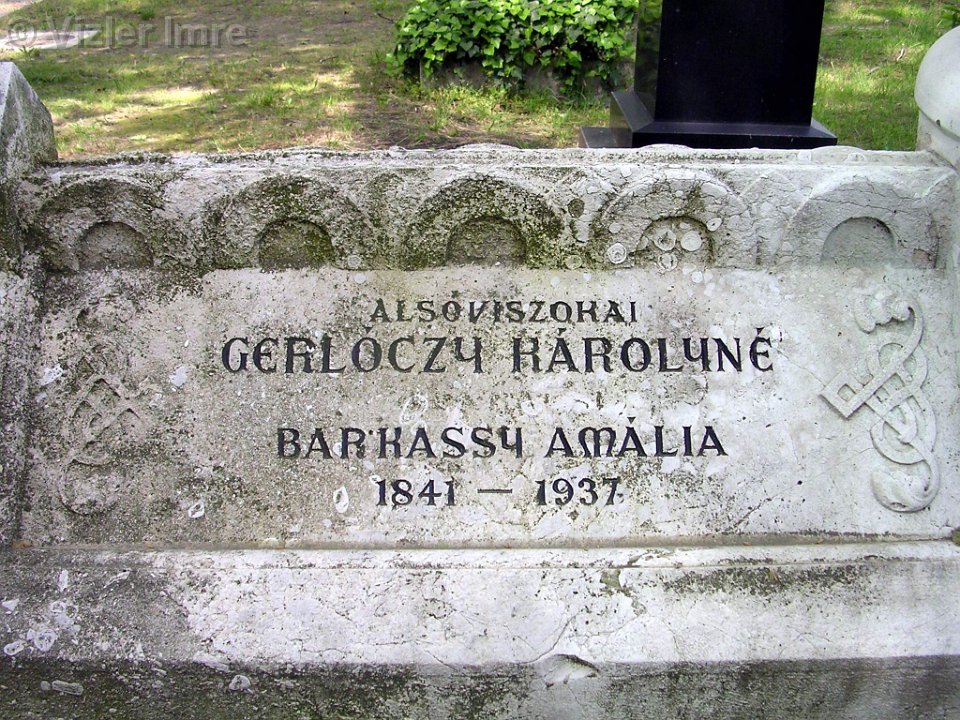 © Vizler Imre
ALSÓVISZOKAI
GERLÓCZY KÁROLYNÉ
BARKASSY AMÁLIA
1841 — 1937